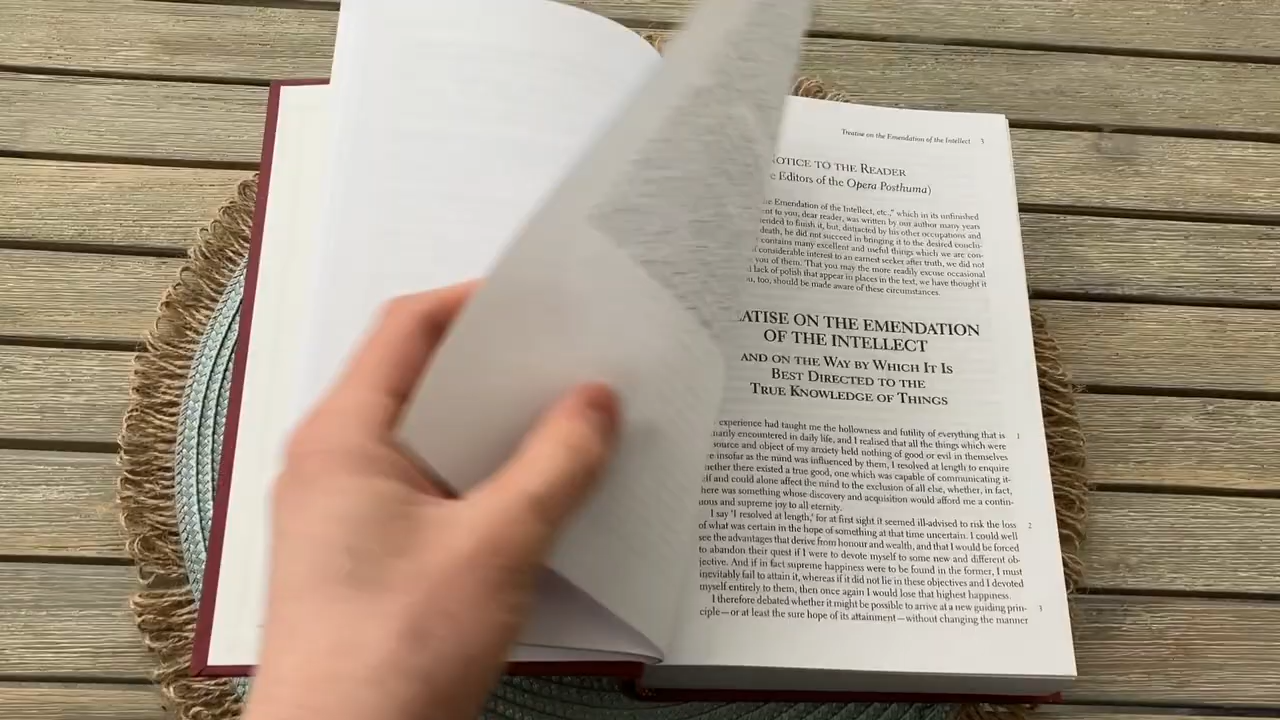 Treatise on the Emendation of the Intellect 3
OTICE TO THE READER
e Editors of the Opera Posthuma)
e Emendation of the Intellect, etc.," which in its unfinished
ent to you, dear reader, was written by our author many years
ended to finish it, but, distracted by his other occupations and
death, he did not succeed in bringing it to the desired conclu-
contains many excellent and useful things which we are con-
considerable interest to an earnest seeker after truth, we did not
you of them. That you may the more readily excuse occasional
lack of polish that appear in places in the text, we have thought it
u, too, should be made aware of these circumstances.
ATISE ON THE EMENDATION
OF THE INTELLECT
AND ON THE WAY BY WHICH IT IS
BEST DIRECTED TO THE
TRUE KNOWLEDGE OF THINGS
experience had taught me the hollowness and futility of everything that is 1
narily encountered in daily life, and I realised that all the things which were
source and object of my anxiety held nothing of good or evil in themselves
e insofar as the mind was influenced by them, I resolved at length to enquire
hether there existed a true good, one which was capable of communicating it-
elf and could alone affect the mind to the exclusion of all else, whether, in fact,
here was something whose discovery and acquisition would afford me a contin-
uous and supreme joy to all eternity.
I say 'I resolved at length,' for at first sight it seemed ill-advised to risk the loss 2
of what was certain in the hope of something at that time uncertain. I could well
see the advantages that derive from honour and wealth, and that I would be forced
to abandon their quest if I were to devote myself to some new and different ob-
jective. And if in fact supreme happiness were to be found in the former, I must
inevitably fail to attain it, whereas if it did not lie in these objectives and I devoted
myself entirely to them, then once again I would lose that highest happiness.
I therefore debated whether it might be possible to arrive at a new guiding prin- 3
ciple—or at least the sure hope of its attainment—without changing the manner